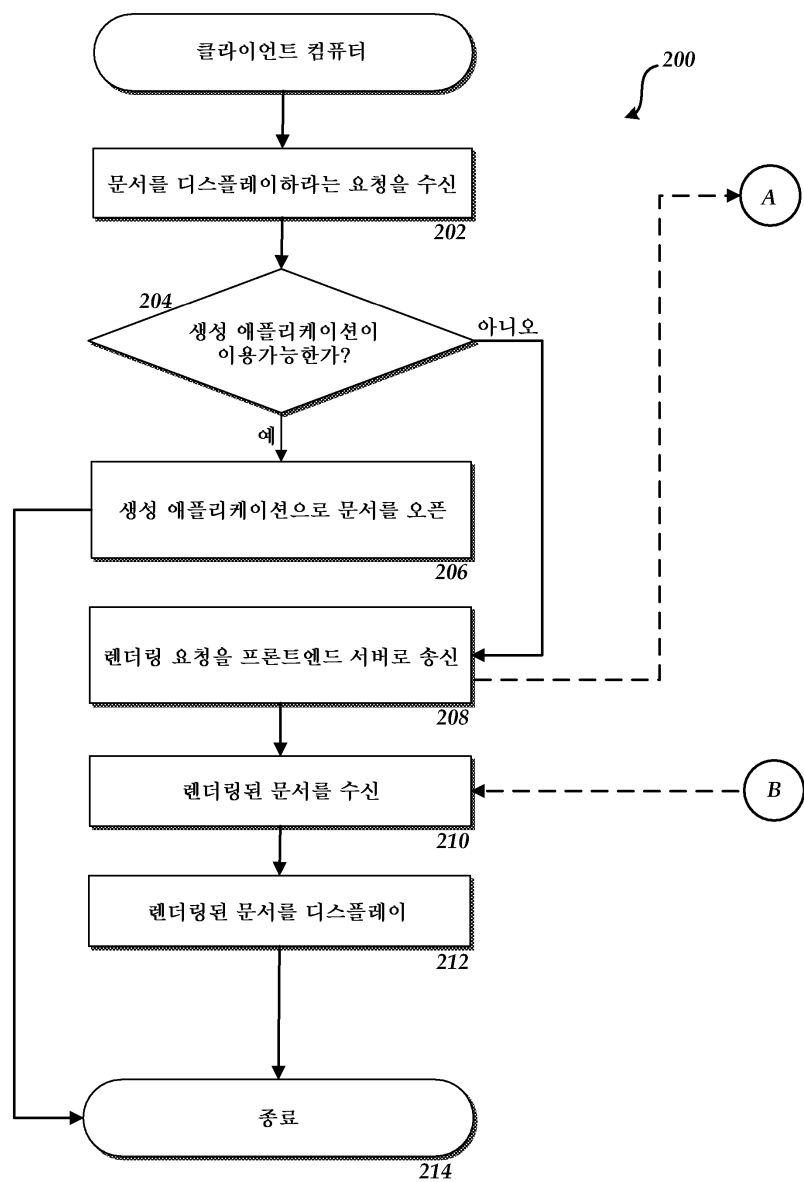 클라이언트 컴퓨터
200
문서를 디스플레이하라는 요청을 수신
202
A
204
생성 애플리케이션이
이용가능한가?
아니오
예
생성 애플리케이션으로 문서를 오픈
206
렌더링 요청을 프론트엔드 서버로 송신
208
렌더링된 문서를 수신
B
210
렌더링된 문서를 디스플레이
212
종료
214